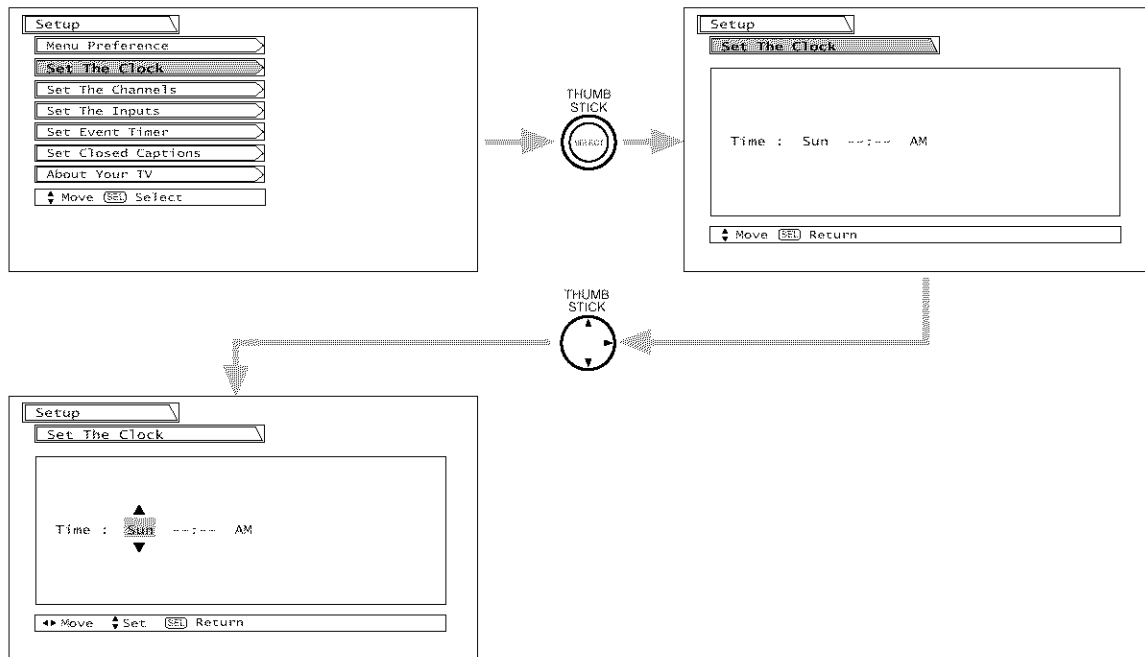 Setup
Menu Preference
Set The Clock
Set The Channels
Set The Inputs
Set Event Timer
Set Closed Captions
About Your TV
Move SEL Select
THUMB
STICK
SELECT
Setup
Set The Clock
Time : Sun --:-- AM
Move SEL Return
THUMB
STICK
Setup
Set The Clock
Time : Sun --:-- AM
Move Set SEL Return